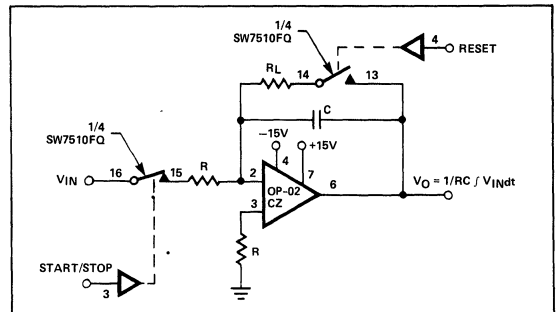 1/4
SW7510FQ
4
RESET
RL
14
13
C
1/4
SW7510FQ
–15V
+15V
4
7
VIN
16
15
R
2
OP-02
CZ
6
3
VO = 1/RC ∫ VINdt
R
START/STOP
3